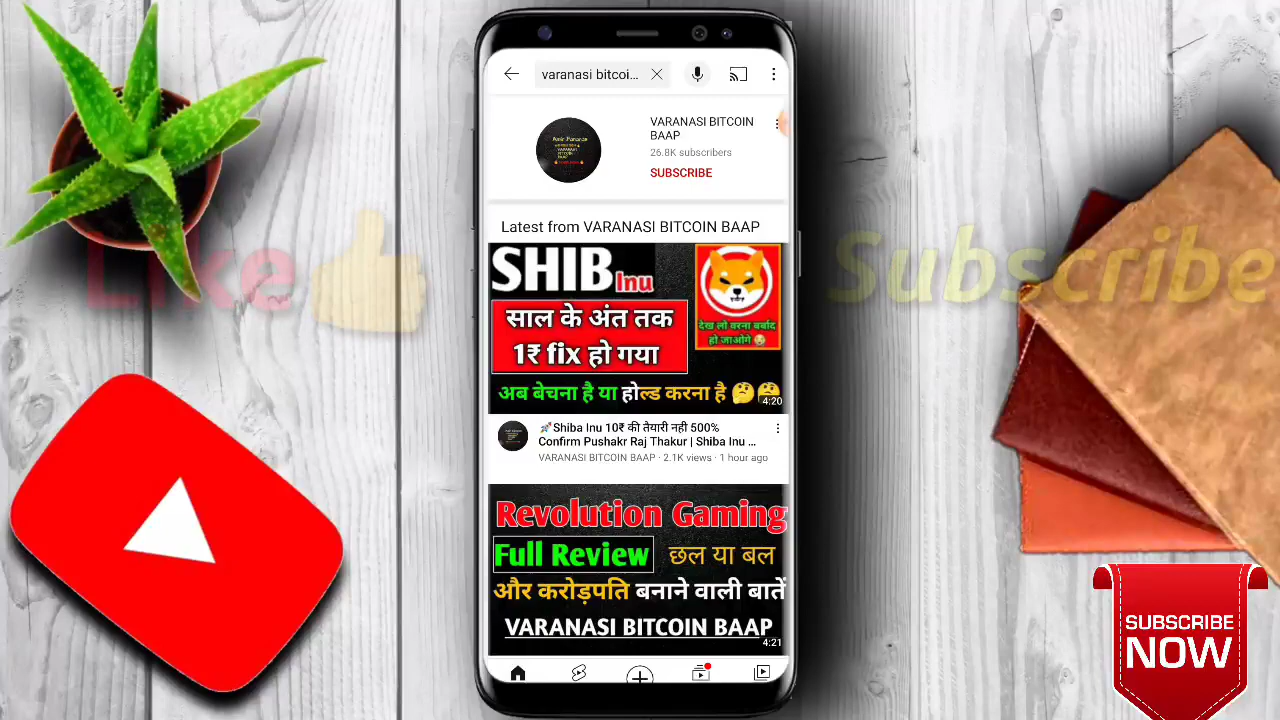 varanasi bitcoi...
VARANASI BITCOIN
BAAP
26.8K subscribers
SUBSCRIBE
Latest from VARANASI BITCOIN BAAP
SHIB Inu
साल के अंत तक
1₹ fix हो गया
देख लो वरना बर्बाद
हो जाओगे
अब बेचना है या होल्ड करना है
4:20
Shiba Inu 10₹ की तैयारी नही 500%
Confirm Pushakr Raj Thakur | Shiba Inu ...
VARANASI BITCOIN BAAP · 2.1K views · 1 hour ago
Revolution Gaming
Full Review छल या बल
और करोड़पति बनाने वाली बातें
VARANASI BITCOIN BAAP
4:21
Like
Subscribe
SUBSCRIBE
NOW